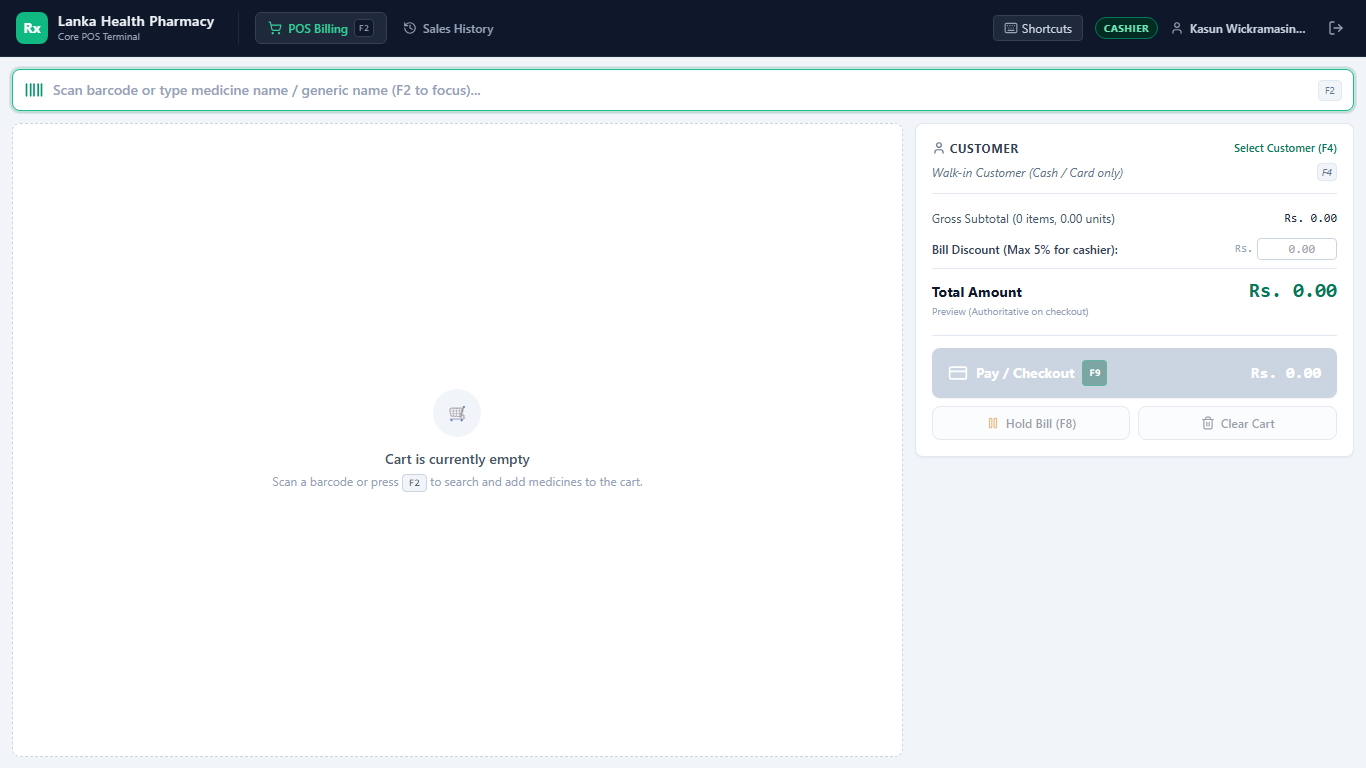 Rx
Lanka Health Pharmacy
Core POS Terminal
POS Billing F2
Sales History
Shortcuts
CASHIER
Kasun Wickramasin...
Scan barcode or type medicine name / generic name (F2 to focus)...
F2
Cart is currently empty
Scan a barcode or press F2 to search and add medicines to the cart.
CUSTOMER
Select Customer (F4)
Walk-in Customer (Cash / Card only)
F4
Gross Subtotal (0 items, 0.00 units)
Rs. 0.00
Bill Discount (Max 5% for cashier):
Rs. 0.00
Total Amount
Rs. 0.00
Preview (Authoritative on checkout)
Pay / Checkout F9
Rs. 0.00
Hold Bill (F8)
Clear Cart